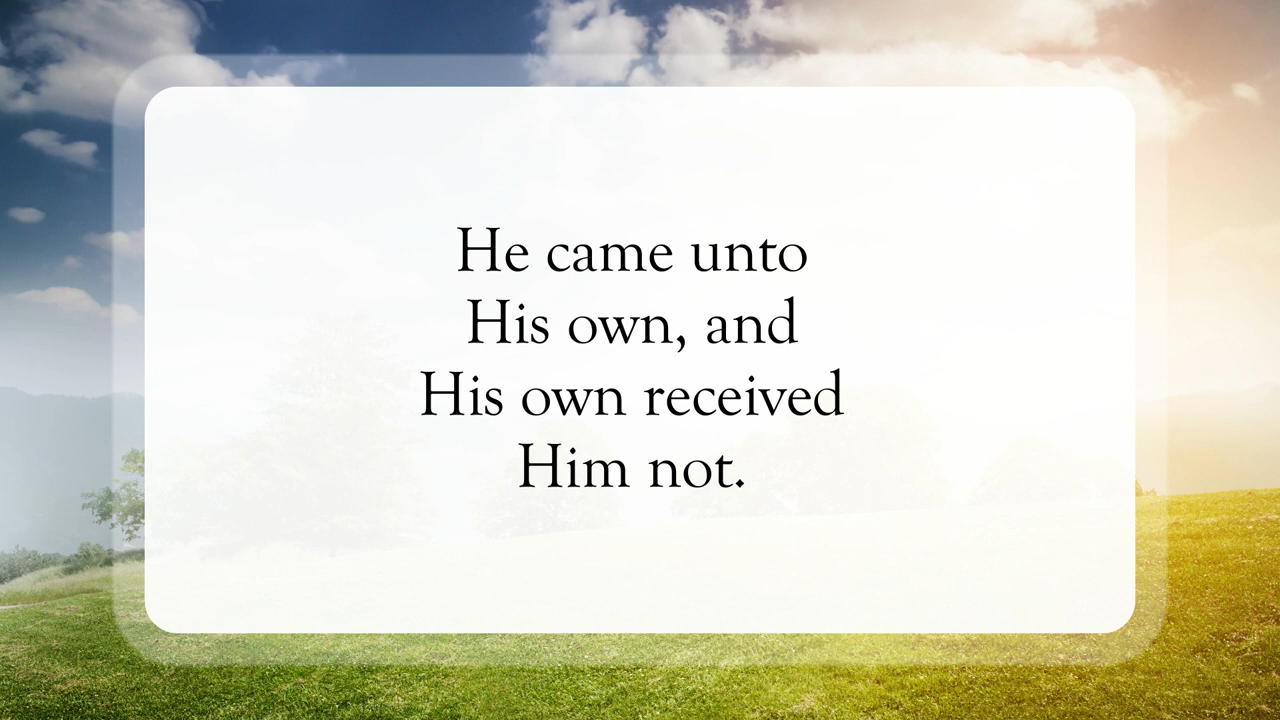 He came unto
His own, and
His own received
Him not.